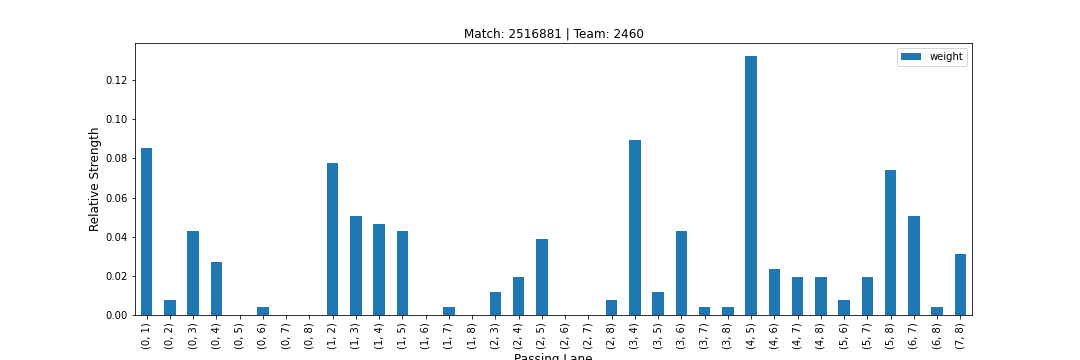 Match: 2516881 | Team: 2460
weight
Relative Strength
0.12
0.10
0.08
0.06
0.04
0.02
0.00
(0, 1) (0, 2) (0, 3) (0, 4) (0, 5) (0, 6) (0, 7) (0, 8) (1, 2) (1, 3) (1, 4) (1, 5) (1, 6) (1, 7) (1, 8) (2, 3) (2, 4) (2, 5) (2, 6) (2, 7) (2, 8) (3, 4) (3, 5) (3, 6) (3, 7) (3, 8) (4, 5) (4, 6) (4, 7) (4, 8) (5, 6) (5, 7) (5, 8) (6, 7) (6, 8) (7, 8)
Passing Lane